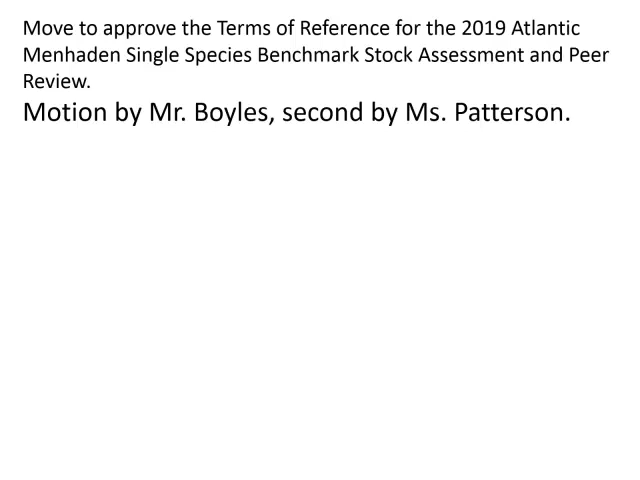 Move to approve the Terms of Reference for the 2019 Atlantic
Menhaden Single Species Benchmark Stock Assessment and Peer
Review.
Motion by Mr. Boyles, second by Ms. Patterson.